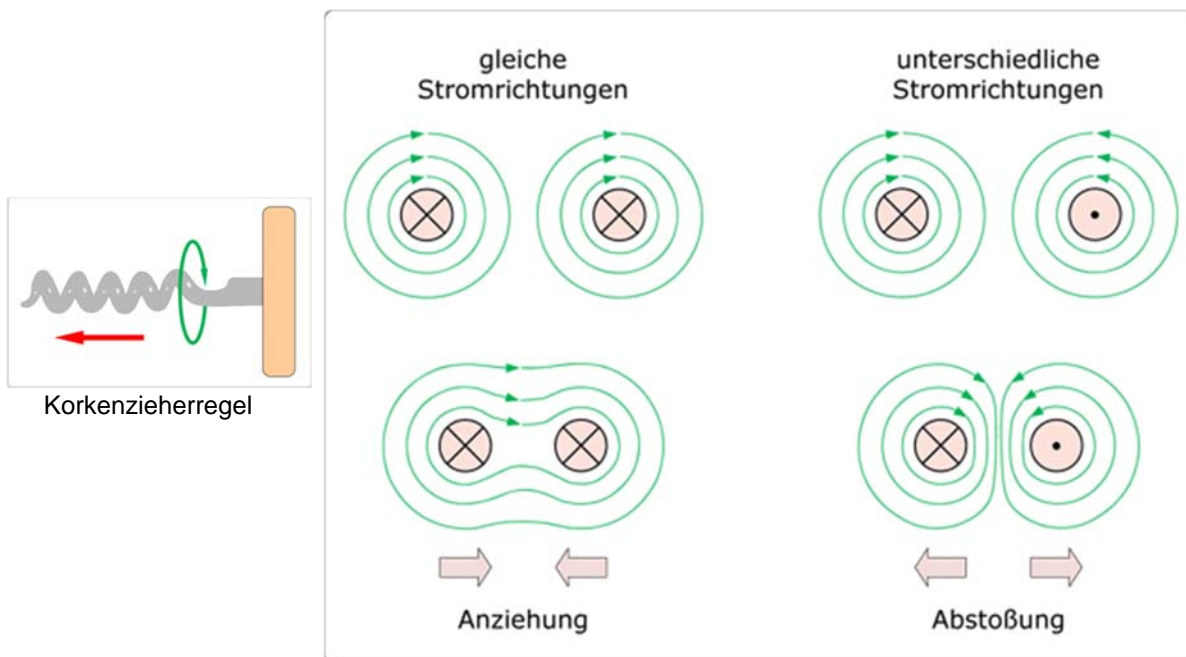 gleiche
Stromrichtungen
unterschiedliche
Stromrichtungen
Korkenzieherregel
Anziehung
Abstoßung